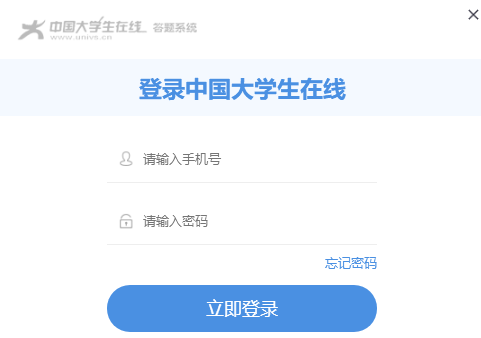 中国大学生在线
www.univs.cn
答题系统
登录中国大学生在线
请输入手机号
请输入密码
忘记密码
立即登录